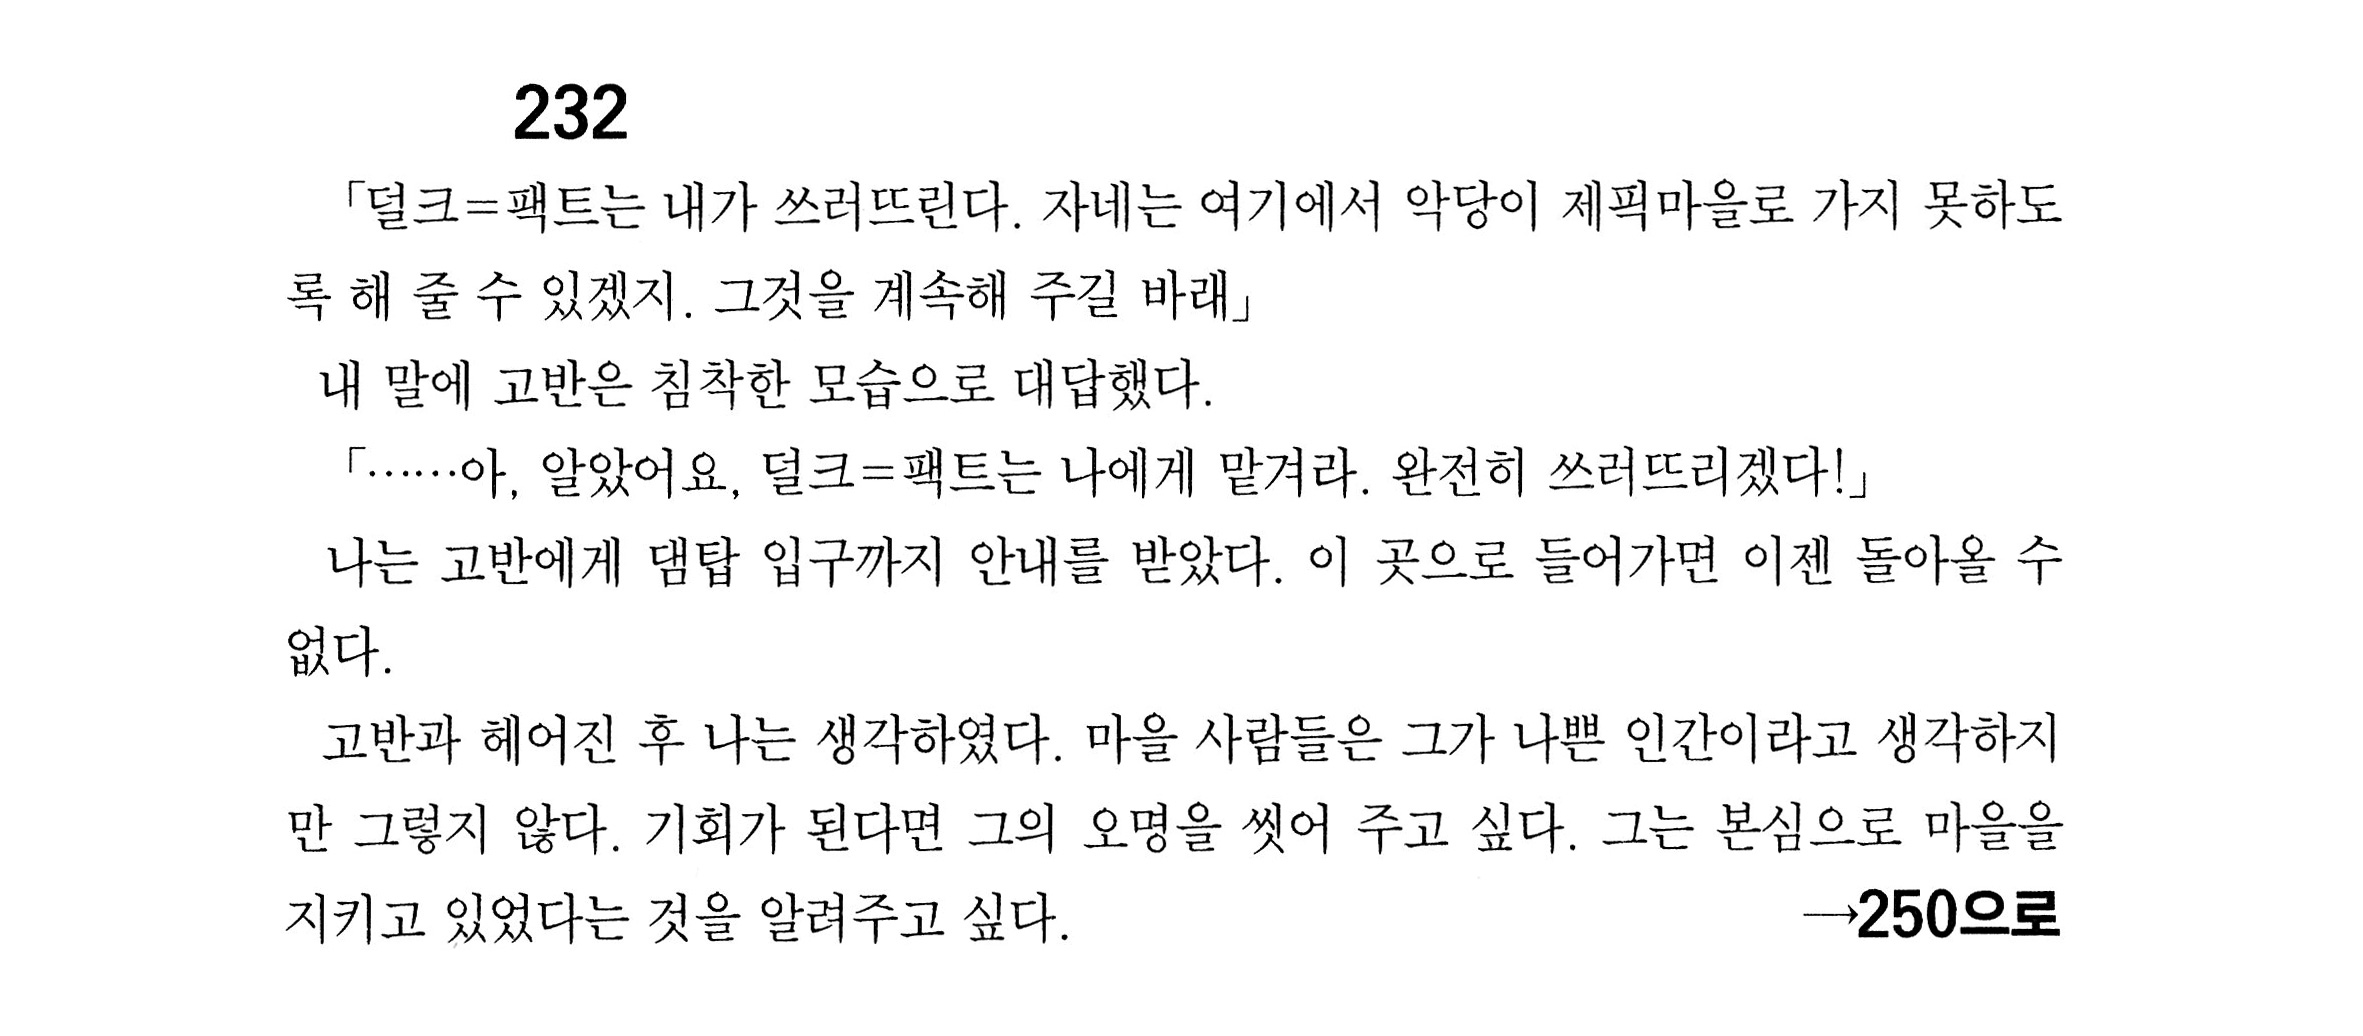 232
「덜크=팩트는 내가 쓰러뜨린다. 자네는 여기에서 악당이 제픽마을로 가지 못하도
록 해 줄 수 있겠지. 그것을 계속해 주길 바래」
내 말에 고반은 침착한 모습으로 대답했다.
「……아, 알았어요, 덜크=팩트는 나에게 맡겨라. 완전히 쓰러뜨리겠다!」
나는 고반에게 댐탑 입구까지 안내를 받았다. 이 곳으로 들어가면 이젠 돌아올 수
없다.
고반과 헤어진 후 나는 생각하였다. 마을 사람들은 그가 나쁜 인간이라고 생각하지
만 그렇지 않다. 기회가 된다면 그의 오명을 씻어 주고 싶다. 그는 본심으로 마을을
지키고 있었다는 것을 알려주고 싶다. →250으로